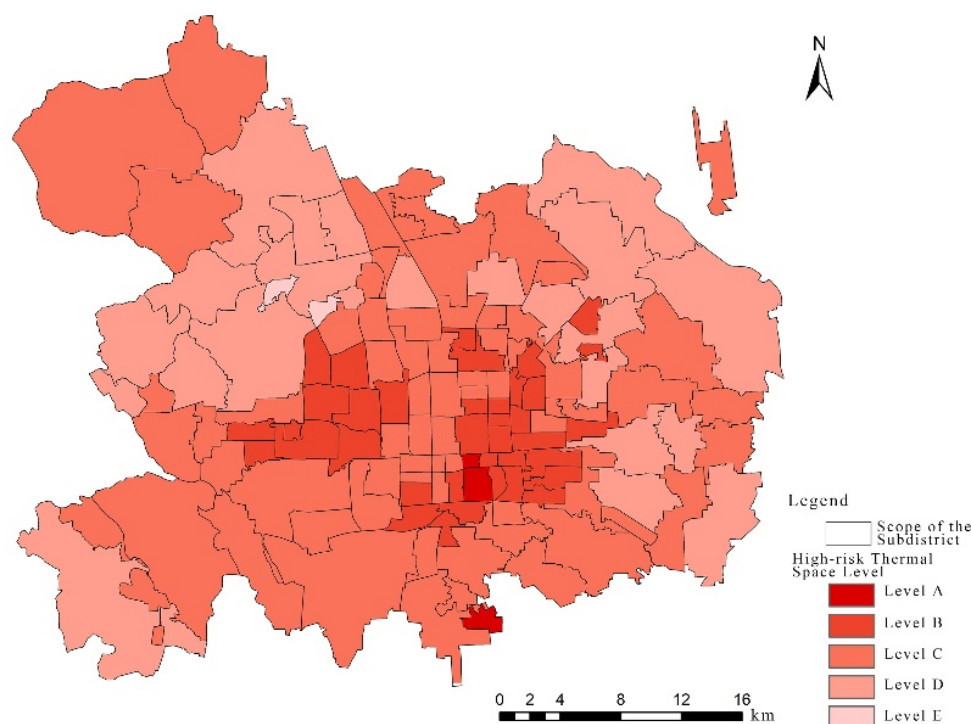 N
Legend
Scope of the
Subdistrict
High-risk Thermal
Space Level
Level A
Level B
Level C
Level D
Level E
0 2 4 8 12 16
km